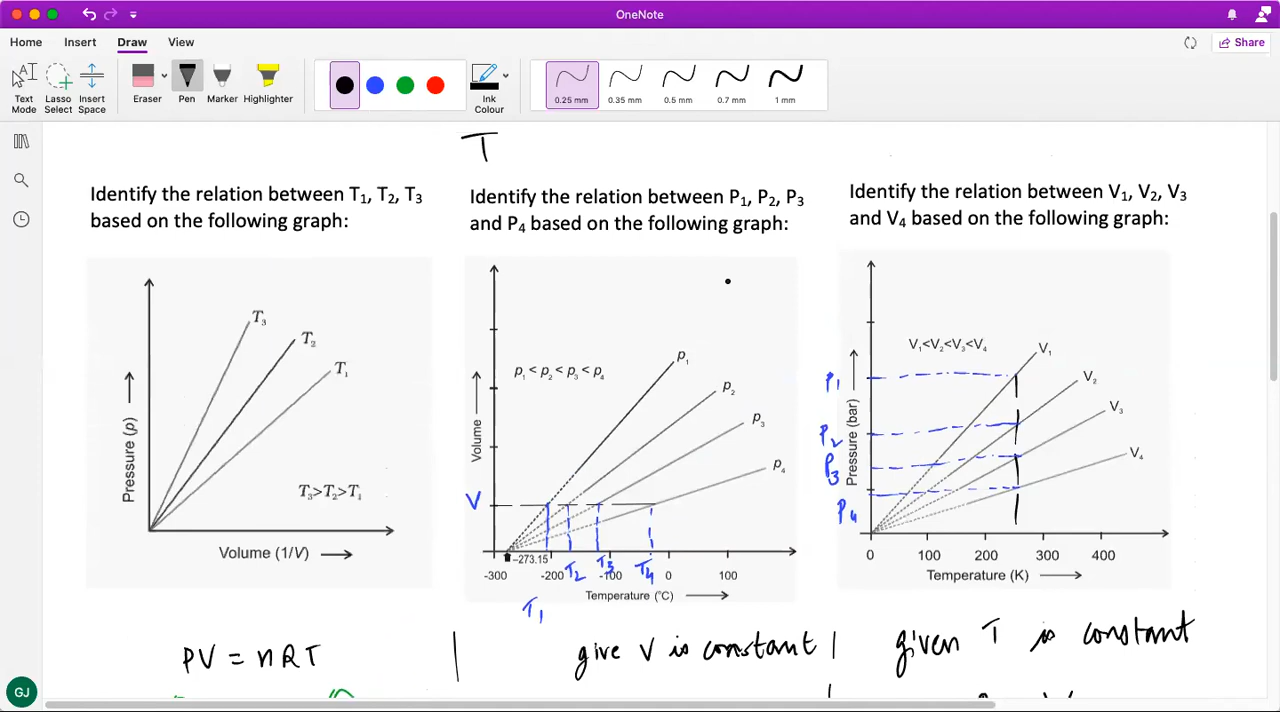 OneNote
Home Insert Draw View
Share
Text Mode
Lasso Select
Insert Space
Eraser
Pen
Marker
Highlighter
0.25 mm
0.35 mm
0.5 mm
0.7 mm
1 mm
Ink Colour
T
Identify the relation between T₁, T₂, T₃
based on the following graph:
T₃
T₂
T₁
Pressure (p)
T₃>T₂>T₁
Volume (1/V)
PV = nRT
Identify the relation between P₁, P₂, P₃
and P₄ based on the following graph:
p₁
p₁ < p₂ < p₃ < p₄
p₂
p₃
p₄
Volume
V
-273.15
-300 -200 -100 0 100
T₁ T₂ T₃ T₄
Temperature (°C)
give V is constant
Identify the relation between V₁, V₂, V₃
and V₄ based on the following graph:
V₁<V₂<V₃<V₄
V₁
V₂
V₃
V₄
P₁
P₂
P₃
P₄
Pressure (bar)
0 100 200 300 400
Temperature (K)
given T is constant
GJ